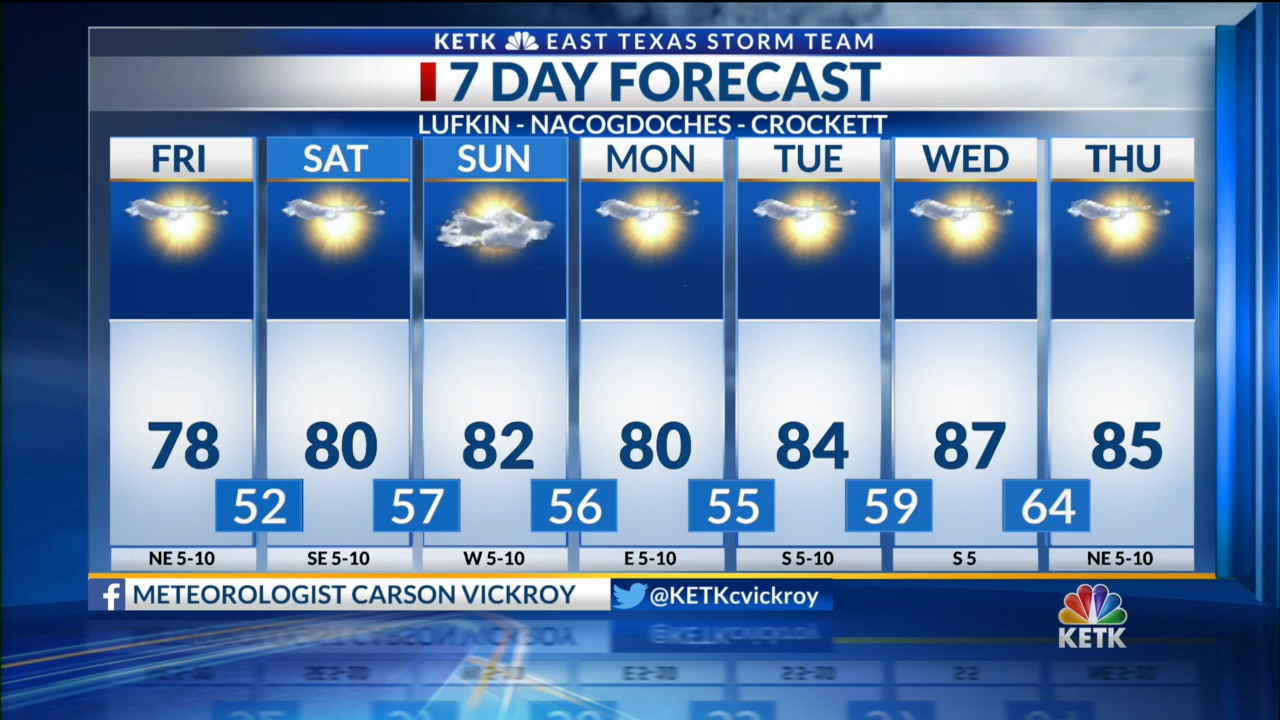 KETK EAST TEXAS STORM TEAM
7 DAY FORECAST
LUFKIN - NACOGDOCHES - CROCKETT
FRI SAT SUN MON TUE WED THU
78 80 82 80 84 87 85
52 57 56 55 59 64
NE 5-10 SE 5-10 W 5-10 E 5-10 S 5-10 S 5 NE 5-10
f METEOROLOGIST CARSON VICKROY @KETKcvickroy
KETK